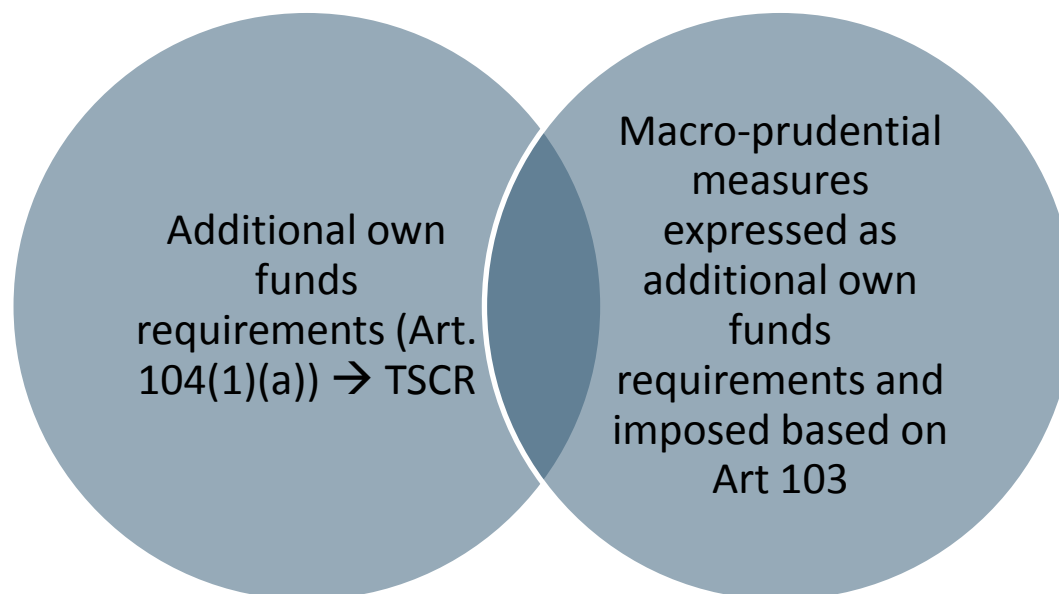 Additional own
funds
requirements (Art.
104(1)(a)) → TSCR
Macro-prudential
measures
expressed as
additional own
funds
requirements and
imposed based on
Art 103